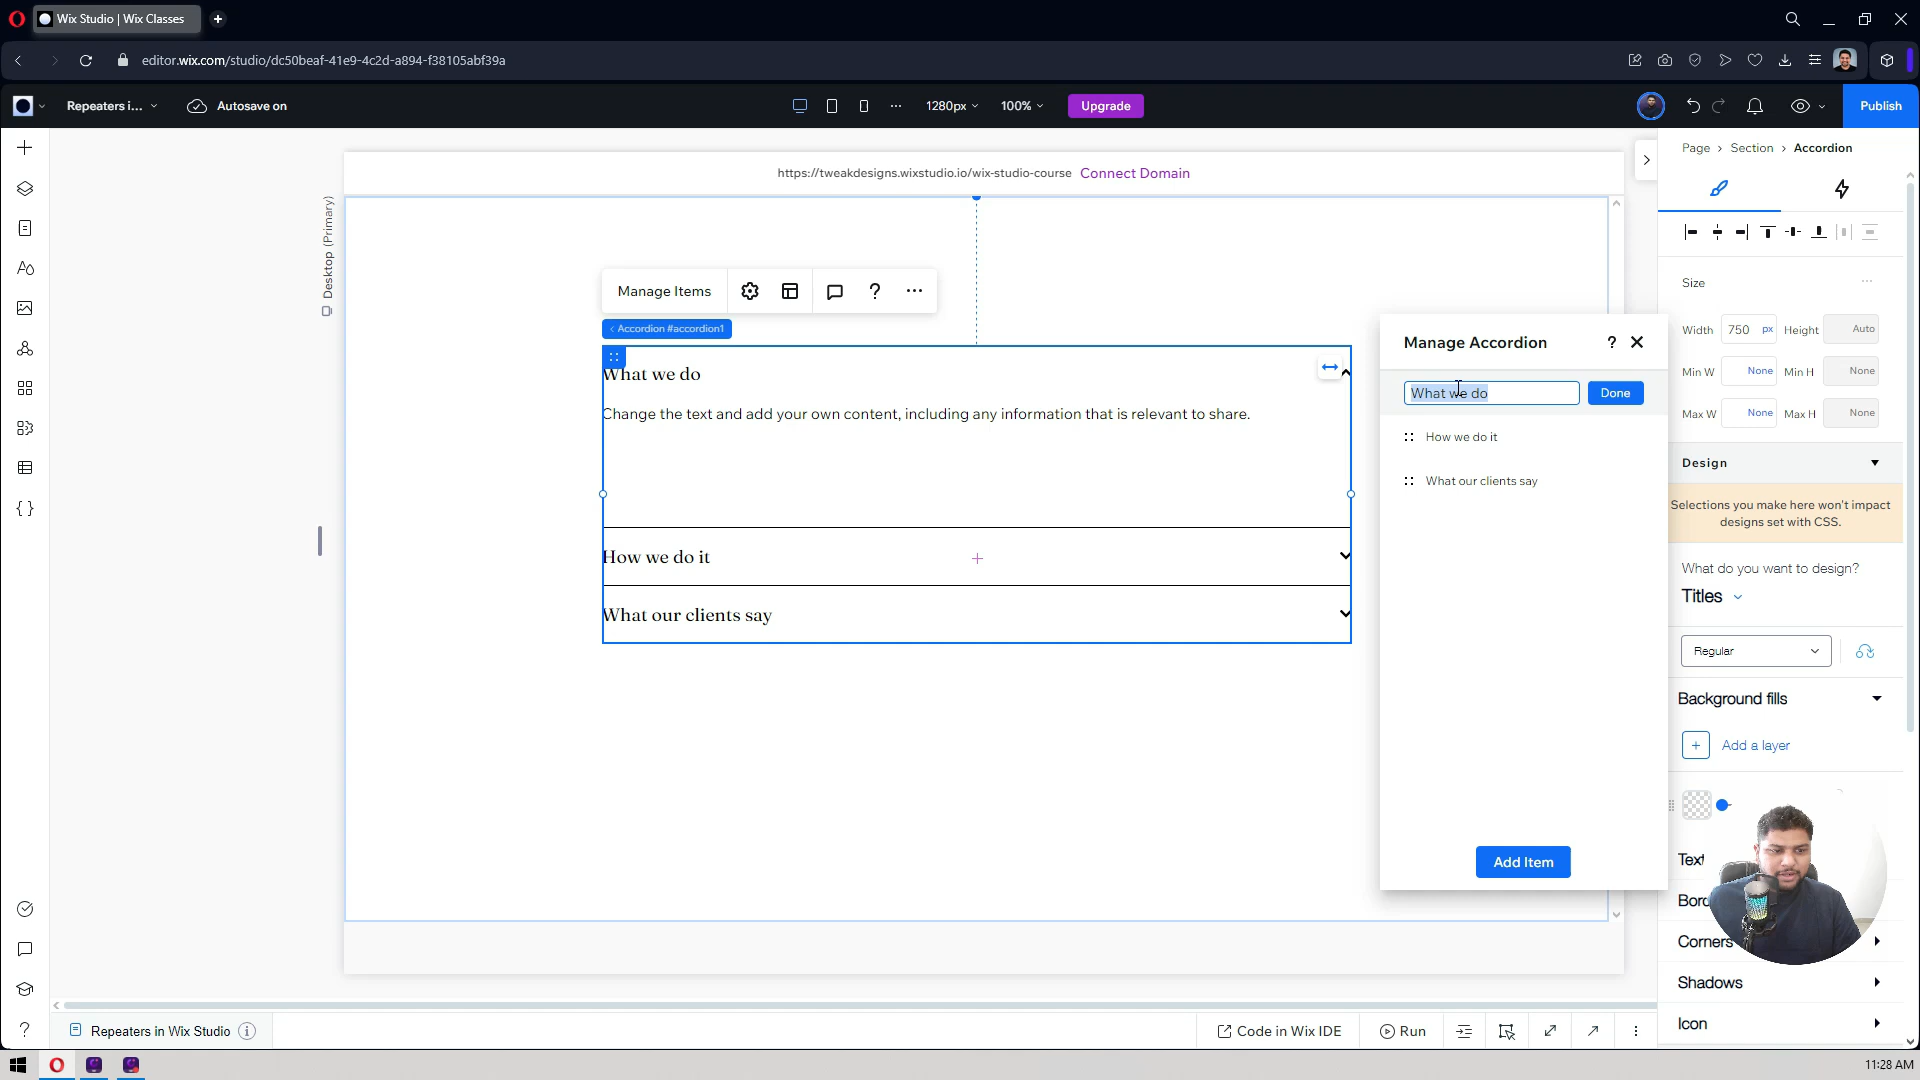 Wix Studio | Wix Classes
editor.wix.com/studio/dc50beaf-41e9-4c2d-a894-f38105abf39a
Repeaters i...
Autosave on
1280px
100%
Upgrade
Publish
https://tweakdesigns.wixstudio.io/wix-studio-course Connect Domain
Desktop (Primary)
Page > Section > Accordion
Size
Width 750 px Height Auto
Min W None Min H None
Max W None Max H None
Design
Selections you make here won't impact
designs set with CSS.
What do you want to design?
Titles
Regular
Background fills
+ Add a layer
Text
Corners
Shadows
Icon
Manage Items
?
< Accordion #accordion1
What we do
Change the text and add your own content, including any information that is relevant to share.
How we do it
What our clients say
Manage Accordion ?
What we do Done
How we do it
What our clients say
Add Item
Repeaters in Wix Studio
Code in Wix IDE
Run
11:28 AM